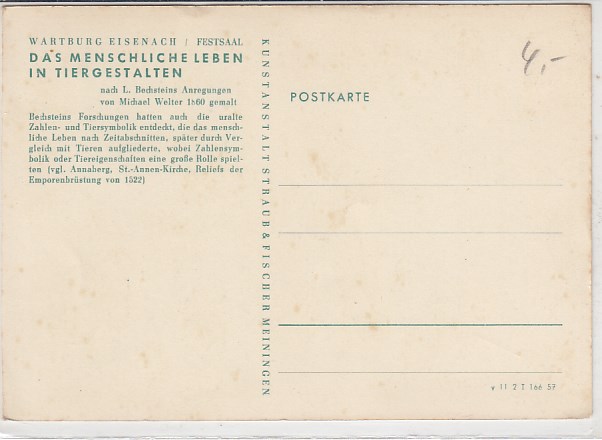 WARTBURG EISENACH / FESTSAAL
DAS MENSCHLICHE LEBEN
IN TIERGESTALTEN
nach L. Bechsteins Anregungen
von Michael Welter 1860 gemalt
Bechsteins Forschungen hatten auch die uralte
Zahlen- und Tiersymbolik entdeckt, die das mensch-
liche Leben nach Zeitabschnitten, später durch Ver-
gleich mit Tieren aufgliederte, wobei Zahlensym-
bolik oder Tiereigenschaften eine große Rolle spiel-
ten (vgl. Annaberg, St.-Annen-Kirche, Reliefs der
Emporenbrüstung von 1522)
KUNSTANSTALT STRAUB & FISCHER MEININGEN
4,-
POSTKARTE
v 11 2 T 166 57